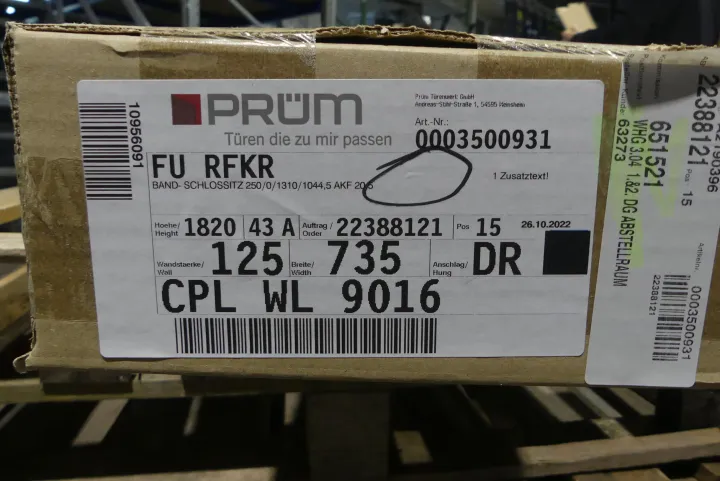 PRÜM
Türen die zu mir passen
Prüm Türenwerk GmbH
Andreas-Stihl-Straße 1, 54595 Weinsheim
Art.-Nr.:
0003500931
10956091
FU RFKR
BAND- SCHLOSSITZ 250/0/1310/1044,5 AKF 20,5
1 Zusatztext!
Hoehe/ Height 1820 43 A Auftrag/ Order 22388121 Pos 15 26.10.2022
Wandstaerke/ Wall 125 Breite/ Width 735 Anschlag/ Hung DR
CPL WL 9016
22388121 Pos 15
651521
63273
WHG 3.04 1.&2. DG ABSTELLRAUM
0003500931
22388121